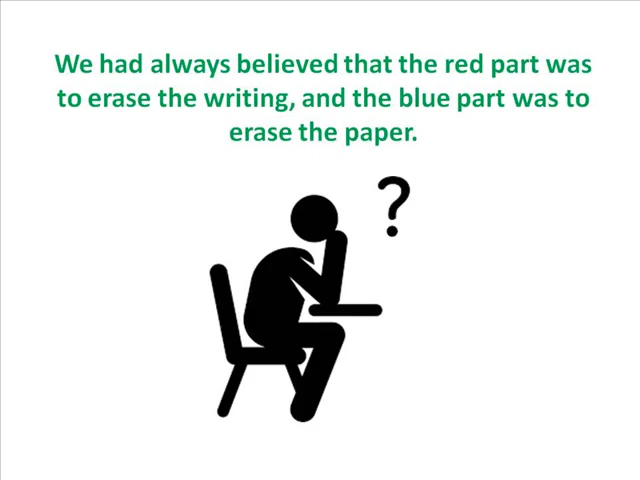 We had always believed that the red part was
to erase the writing, and the blue part was to
erase the paper.
?